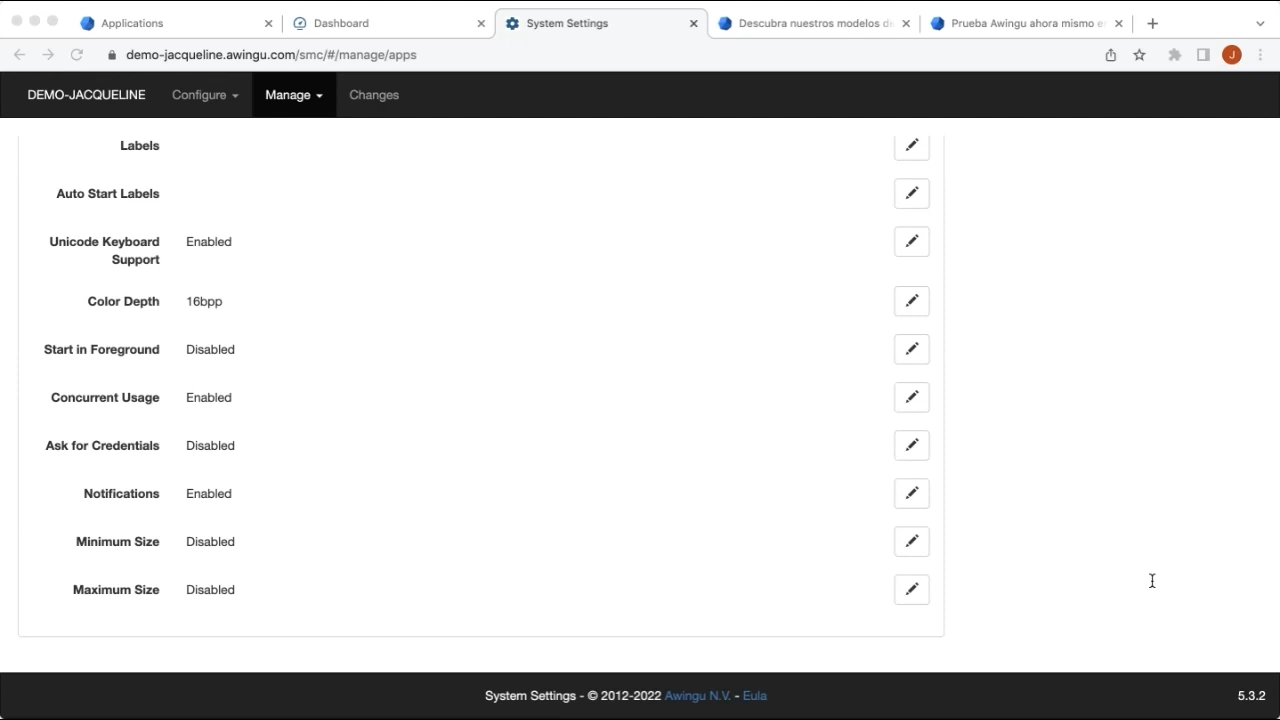 Applications
Dashboard
System Settings
Descubra nuestros modelos de
Prueba Awingu ahora mismo e
demo-jacqueline.awingu.com/smc/#/manage/apps
J
DEMO-JACQUELINE
Configure
Manage
Changes
Labels
Auto Start Labels
Unicode Keyboard Support Enabled
Color Depth 16bpp
Start in Foreground Disabled
Concurrent Usage Enabled
Ask for Credentials Disabled
Notifications Enabled
Minimum Size Disabled
Maximum Size Disabled
System Settings - © 2012-2022 Awingu N.V. - Eula
5.3.2